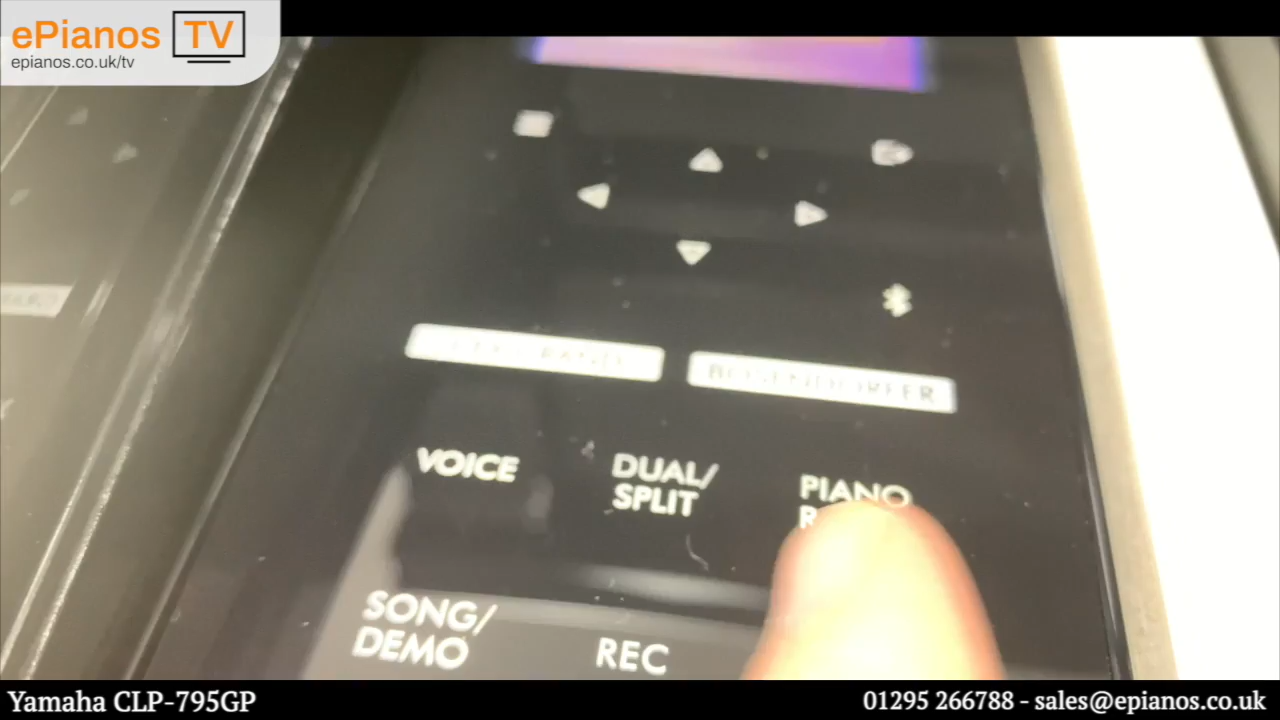 ePianos TV
epianos.co.uk/tv
BÖSENDORFER
VOICE
DUAL/
SPLIT
PIANO
SONG/
DEMO
REC
Yamaha CLP-795GP
01295 266788 - sales@epianos.co.uk